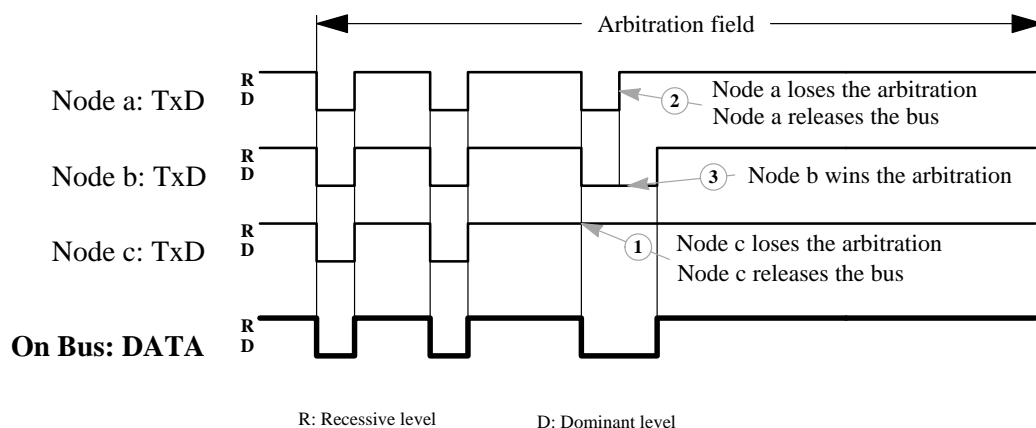 Arbitration field
R
D
Node a: TxD
2
Node a loses the arbitration
Node a releases the bus
R
D
Node b: TxD
3
Node b wins the arbitration
R
D
Node c: TxD
1
Node c loses the arbitration
Node c releases the bus
R
D
On Bus: DATA
R: Recessive level
D: Dominant level